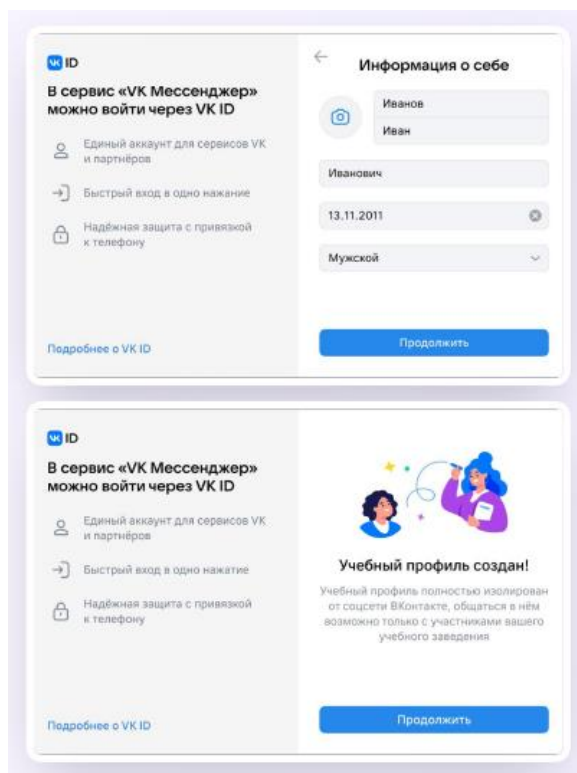 VK ID
В сервис «VK Мессенджер»
можно войти через VK ID
Единый аккаунт для сервисов VK
и партнёров
Быстрый вход в одно нажание
Надёжная защита с привязкой
к телефону
Подробнее о VK ID
Информация о себе
Иванов
Иван
Иванович
13.11.2011
Мужской
Продолжить
VK ID
В сервис «VK Мессенджер»
можно войти через VK ID
Единый аккаунт для сервисов VK
и партнёров
Быстрый вход в одно нажатие
Надёжная защита с привязкой
к телефону
Подробнее о VK ID
Учебный профиль создан!
Учебный профиль полностью изолирован
от соцсети ВКонтакте, общаться в нём
возможно только с участниками вашего
учебного заведения
Продолжить